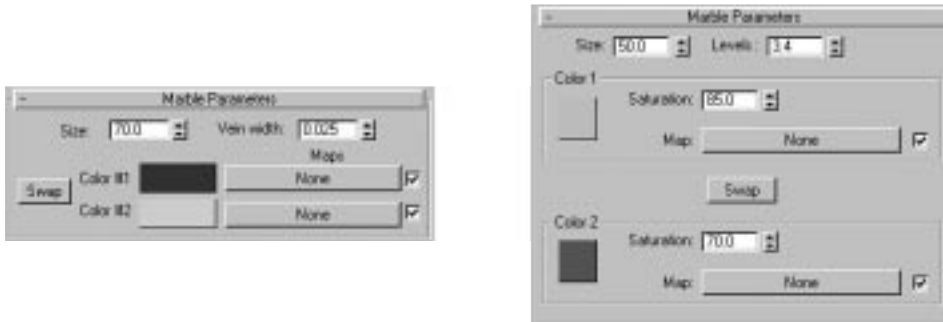 - Marble Parameters
Size: 70.0 Vein width: 0.025
Maps
Swap Color #1 None
Color #2 None
- Marble Parameters
Size: 50.0 Levels : 3.4
Color 1
Saturation: 85.0
Map: None
Swap
Color 2
Saturation: 70.0
Map: None